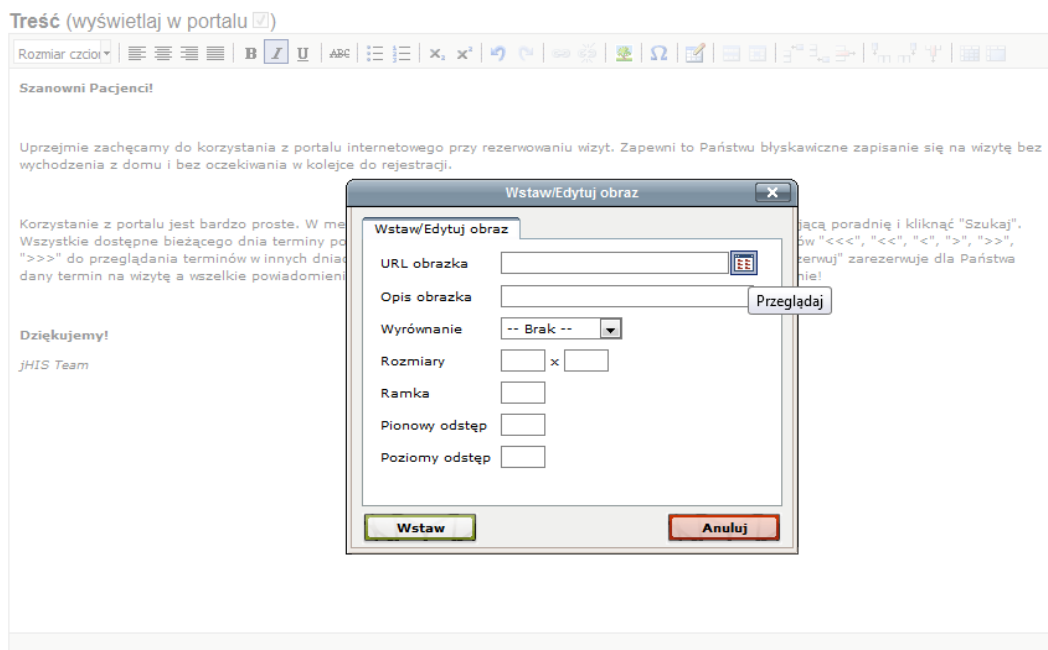 Treść (wyświetlaj w portalu ☑)
Rozmiar czcior B I U ABC x₂ x² Ω
Szanowni Pacjenci!
Uprzejmie zachęcamy do korzystania z portalu internetowego przy rezerwowaniu wizyt. Zapewni to Państwu błyskawiczne zapisanie się na wizytę bez
wychodzenia z domu i bez oczekiwania w kolejce do rejestracji.
Korzystanie z portalu jest bardzo proste. W me jącą poradnię i kliknąć "Szukaj".
Wszystkie dostępne bieżącego dnia terminy po ów "<<<", "<<", "<", ">", ">>",
">>>" do przeglądania terminów w innych dniac zerwuj" zarezerwuje dla Państwa
dany termin na wizytę a wszelkie powiadomieni nie!
Dziękujemy!
jHIS Team
Wstaw/Edytuj obraz
Wstaw/Edytuj obraz
URL obrazka
Opis obrazka
Przeglądaj
Wyrównanie -- Brak --
Rozmiary x
Ramka
Pionowy odstęp
Poziomy odstęp
Wstaw Anuluj